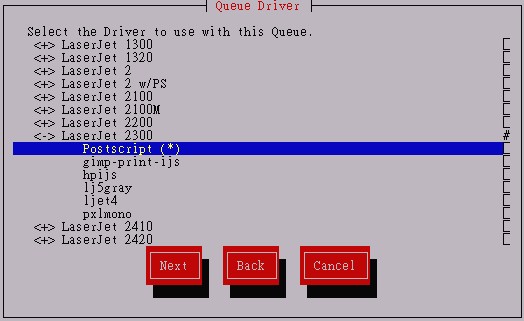 Queue Driver
Select the Driver to use with this Queue.
<+> LaserJet 1300
<+> LaserJet 1320
<+> LaserJet 2
<+> LaserJet 2 w/PS
<+> LaserJet 2100
<+> LaserJet 2100M
<+> LaserJet 2200
<-> LaserJet 2300 #
Postscript (*)
gimp-print-ijs
hpijs
lj5gray
ljet4
pxlmono
<+> LaserJet 2410
<+> LaserJet 2420
Next Back Cancel